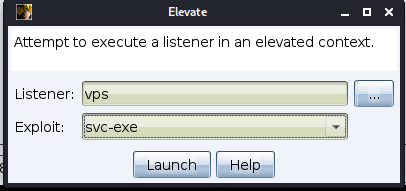 Elevate
Attempt to execute a listener in an elevated context.
Listener: vps ...
Exploit: svc-exe
Launch Help